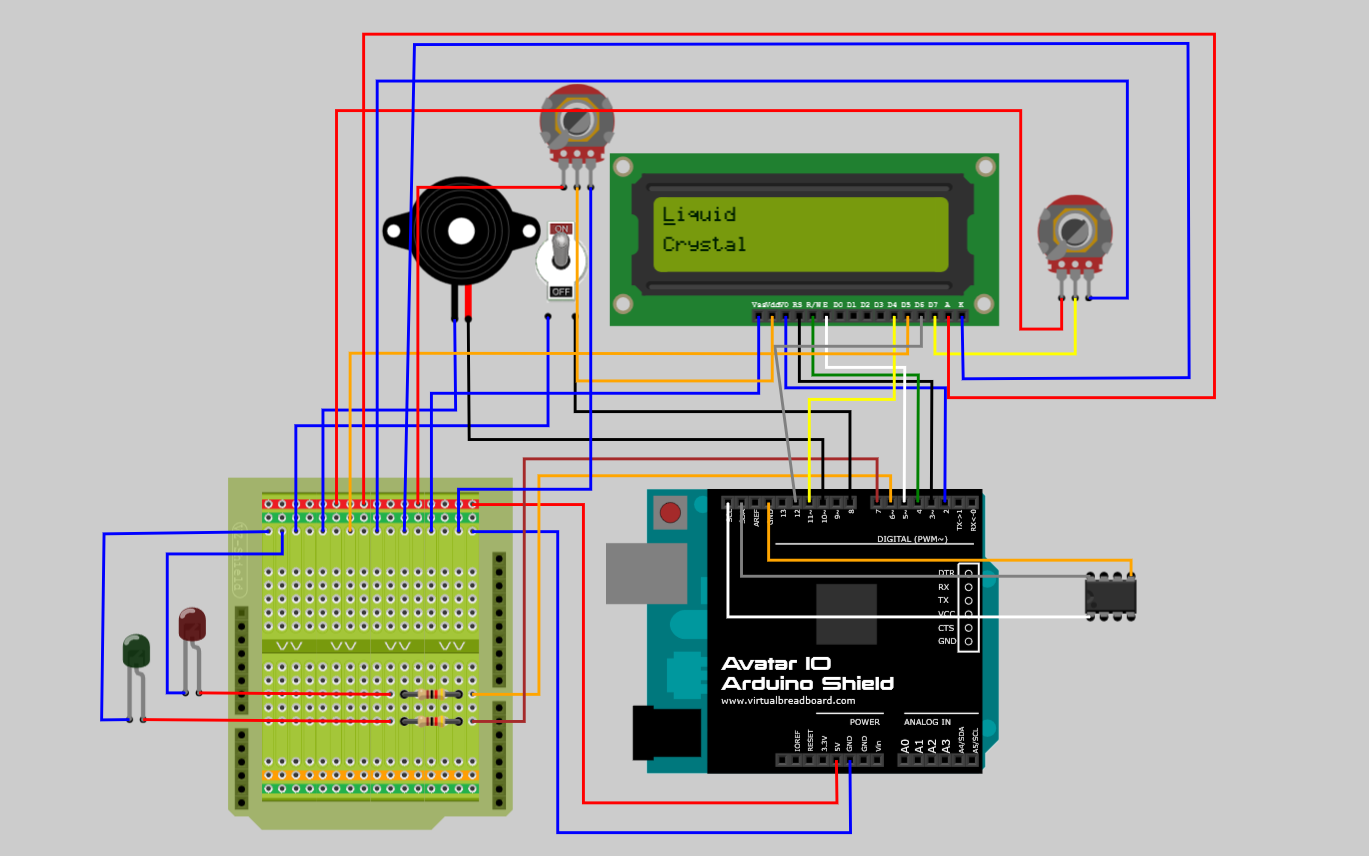 ON
OFF
Liquid
Crystal
Vss Vdd V0 RS R/W E D0 D1 D2 D3 D4 D5 D6 D7 A K
AREF GND 13 12 11~ 10~ 9~ 8 7 6~ 5~ 4 3~ 2 TX->1 RX<-0
DIGITAL (PWM~)
DTR
RX
TX
VCC
CTS
GND
Avatar IO
Arduino Shield
www.virtualbreadboard.com
POWER
ANALOG IN
IOREF RESET 3.3V 5V GND GND Vin
A0 A1 A2 A3 A4/SDA A5/SCL